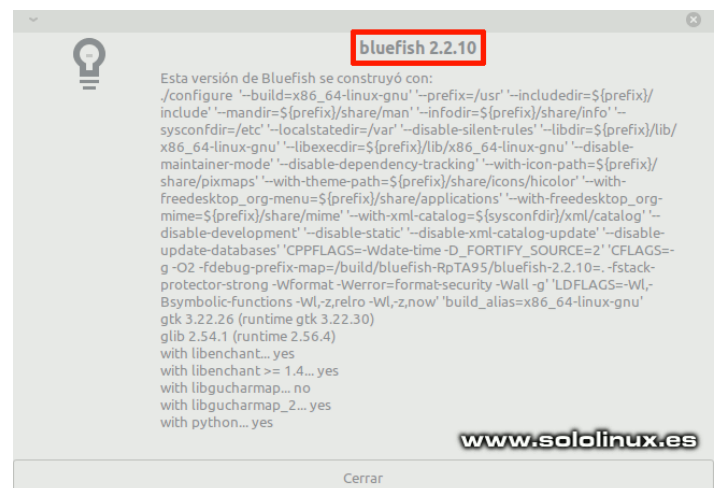 bluefish 2.2.10
Esta versión de Bluefish se construyó con:
./configure '--build=x86_64-linux-gnu' '--prefix=/usr' '--includedir=${prefix}/
include' '--mandir=${prefix}/share/man' '--infodir=${prefix}/share/info' '--
sysconfdir=/etc' '--localstatedir=/var' '--disable-silent-rules' '--libdir=${prefix}/lib/
x86_64-linux-gnu' '--libexecdir=${prefix}/lib/x86_64-linux-gnu' '--disable-
maintainer-mode' '--disable-dependency-tracking' '--with-icon-path=${prefix}/
share/pixmaps' '--with-theme-path=${prefix}/share/icons/hicolor' '--with-
freedesktop_org-menu=${prefix}/share/applications' '--with-freedesktop_org-
mime=${prefix}/share/mime' '--with-xml-catalog=${sysconfdir}/xml/catalog' '--
disable-development' '--disable-static' '--disable-xml-catalog-update' '--disable-
update-databases' 'CPPFLAGS=-Wdate-time -D_FORTIFY_SOURCE=2' 'CFLAGS=-
g -O2 -fdebug-prefix-map=/build/bluefish-RpTA95/bluefish-2.2.10=. -fstack-
protector-strong -Wformat -Werror=format-security -Wall -g' 'LDFLAGS=-Wl,-
Bsymbolic-functions -Wl,-z,relro -Wl,-z,now' 'build_alias=x86_64-linux-gnu'
gtk 3.22.26 (runtime gtk 3.22.30)
glib 2.54.1 (runtime 2.56.4)
with libenchant... yes
with libenchant >= 1.4... yes
with libgucharmap... no
with libgucharmap_2... yes
with python... yes
www.sololinux.es
Cerrar